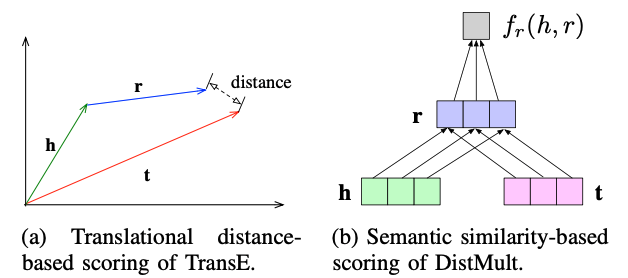 r
distance
h
t
(a) Translational distance-
based scoring of TransE.
f_r(h, r)
r
h
t
(b) Semantic similarity-based
scoring of DistMult.